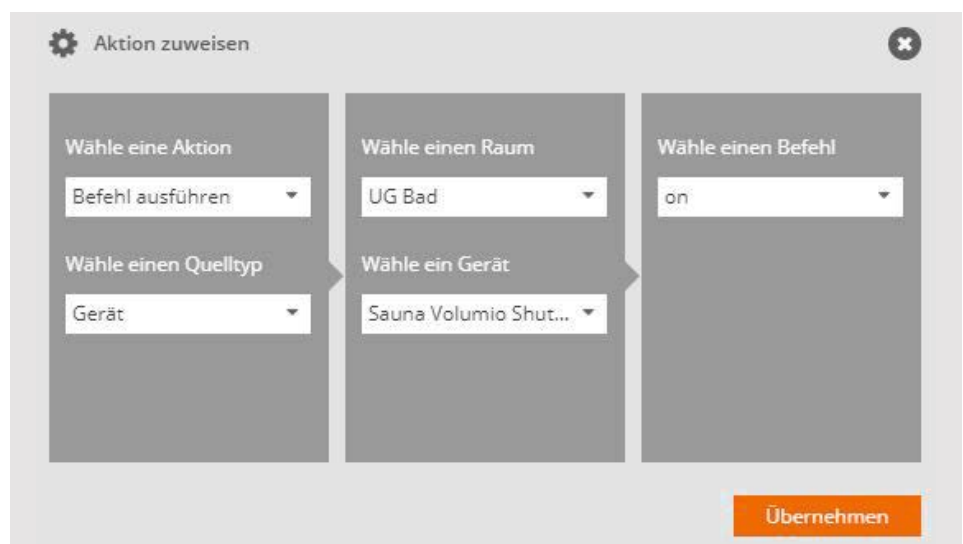 Aktion zuweisen
Wähle eine Aktion
Befehl ausführen
Wähle einen Quelltyp
Gerät
Wähle einen Raum
UG Bad
Wähle ein Gerät
Sauna Volumio Shut...
Wähle einen Befehl
on
Übernehmen